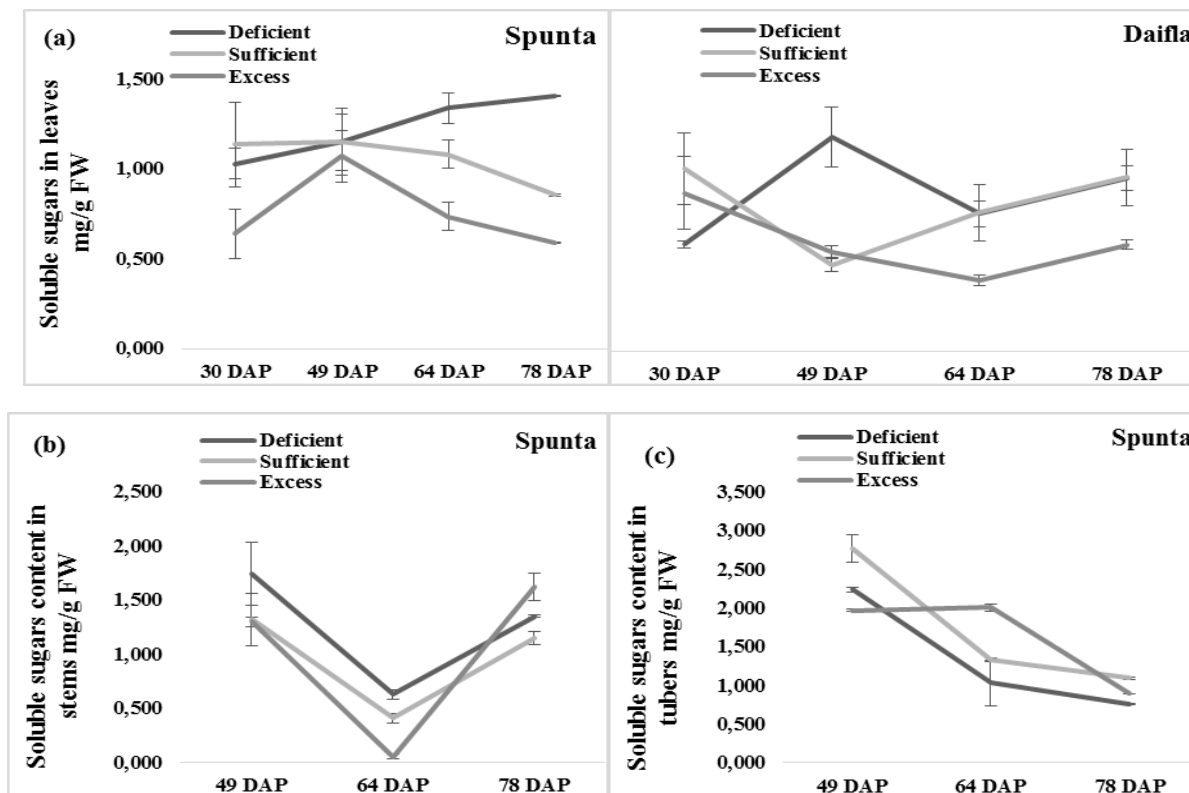 (a)
Deficient
Sufficient
Excess
Spunta
Soluble sugars in leaves
mg/g FW
1,500
1,000
0,500
0,000
30 DAP 49 DAP 64 DAP 78 DAP
Deficient
Sufficient
Excess
Daifla
30 DAP 49 DAP 64 DAP 78 DAP
(b)
Deficient
Sufficient
Excess
Spunta
Soluble sugars content in
stems mg/g FW
2,500
2,000
1,500
1,000
0,500
0,000
49 DAP 64 DAP 78 DAP
(c)
Deficient
Sufficient
Excess
Spunta
Soluble sugars content in
tubers mg/g FW
3,500
3,000
2,500
2,000
1,500
1,000
0,500
0,000
49 DAP 64 DAP 78 DAP